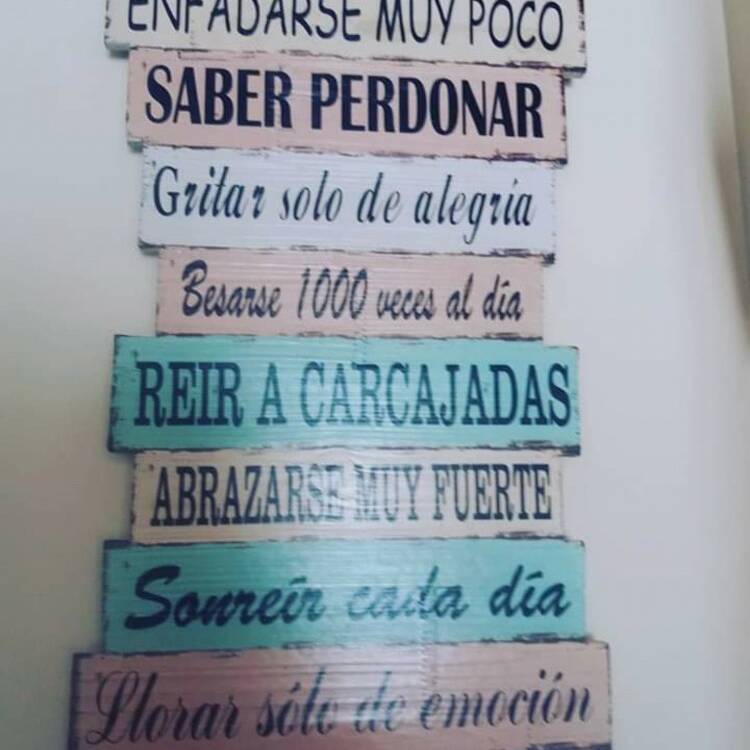 ENFADARSE MUY POCO
SABER PERDONAR
Gritar solo de alegría
Besarse 1000 veces al día
REIR A CARCAJADAS
ABRAZARSE MUY FUERTE
Sonreír cada día
Llorar sólo de emoción